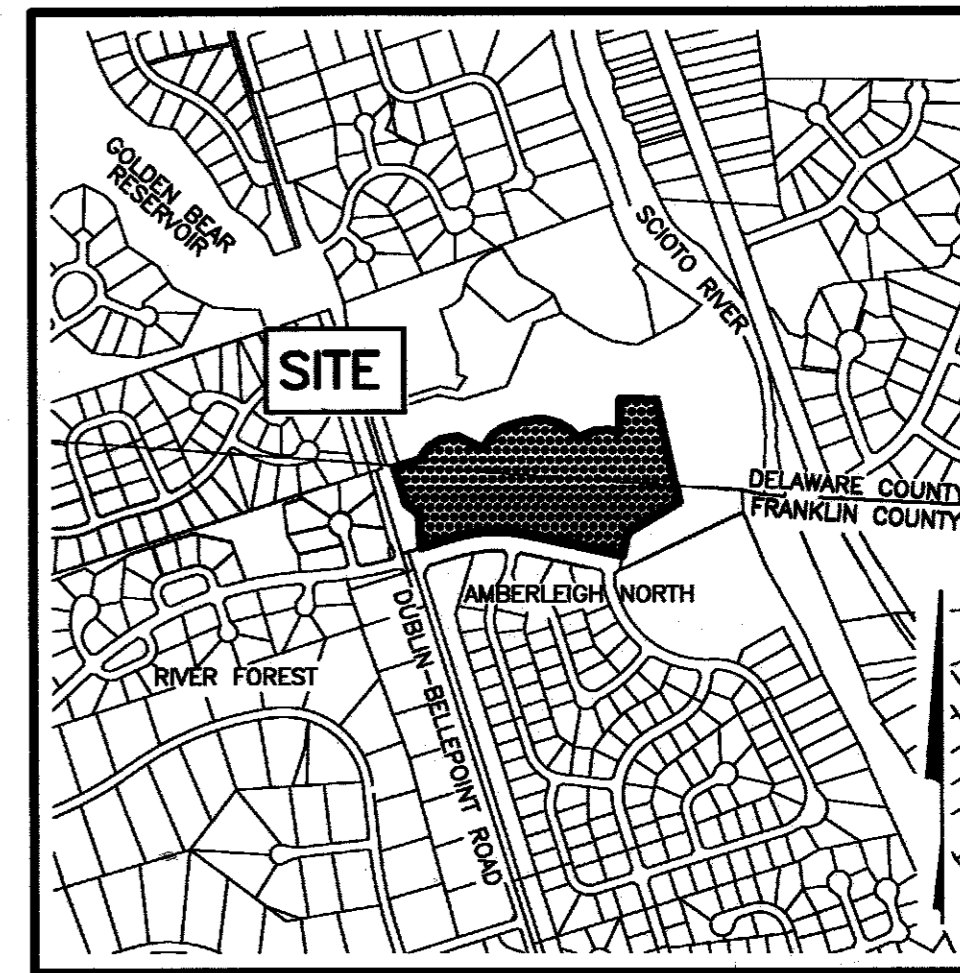 GOLDEN BEAR
RESERVOIR
SCIOTO RIVER
SITE
DELAWARE COUNTY
FRANKLIN COUNTY
AMBERLEIGH NORTH
RIVER FOREST
DUBLIN-BELLEPOINT ROAD